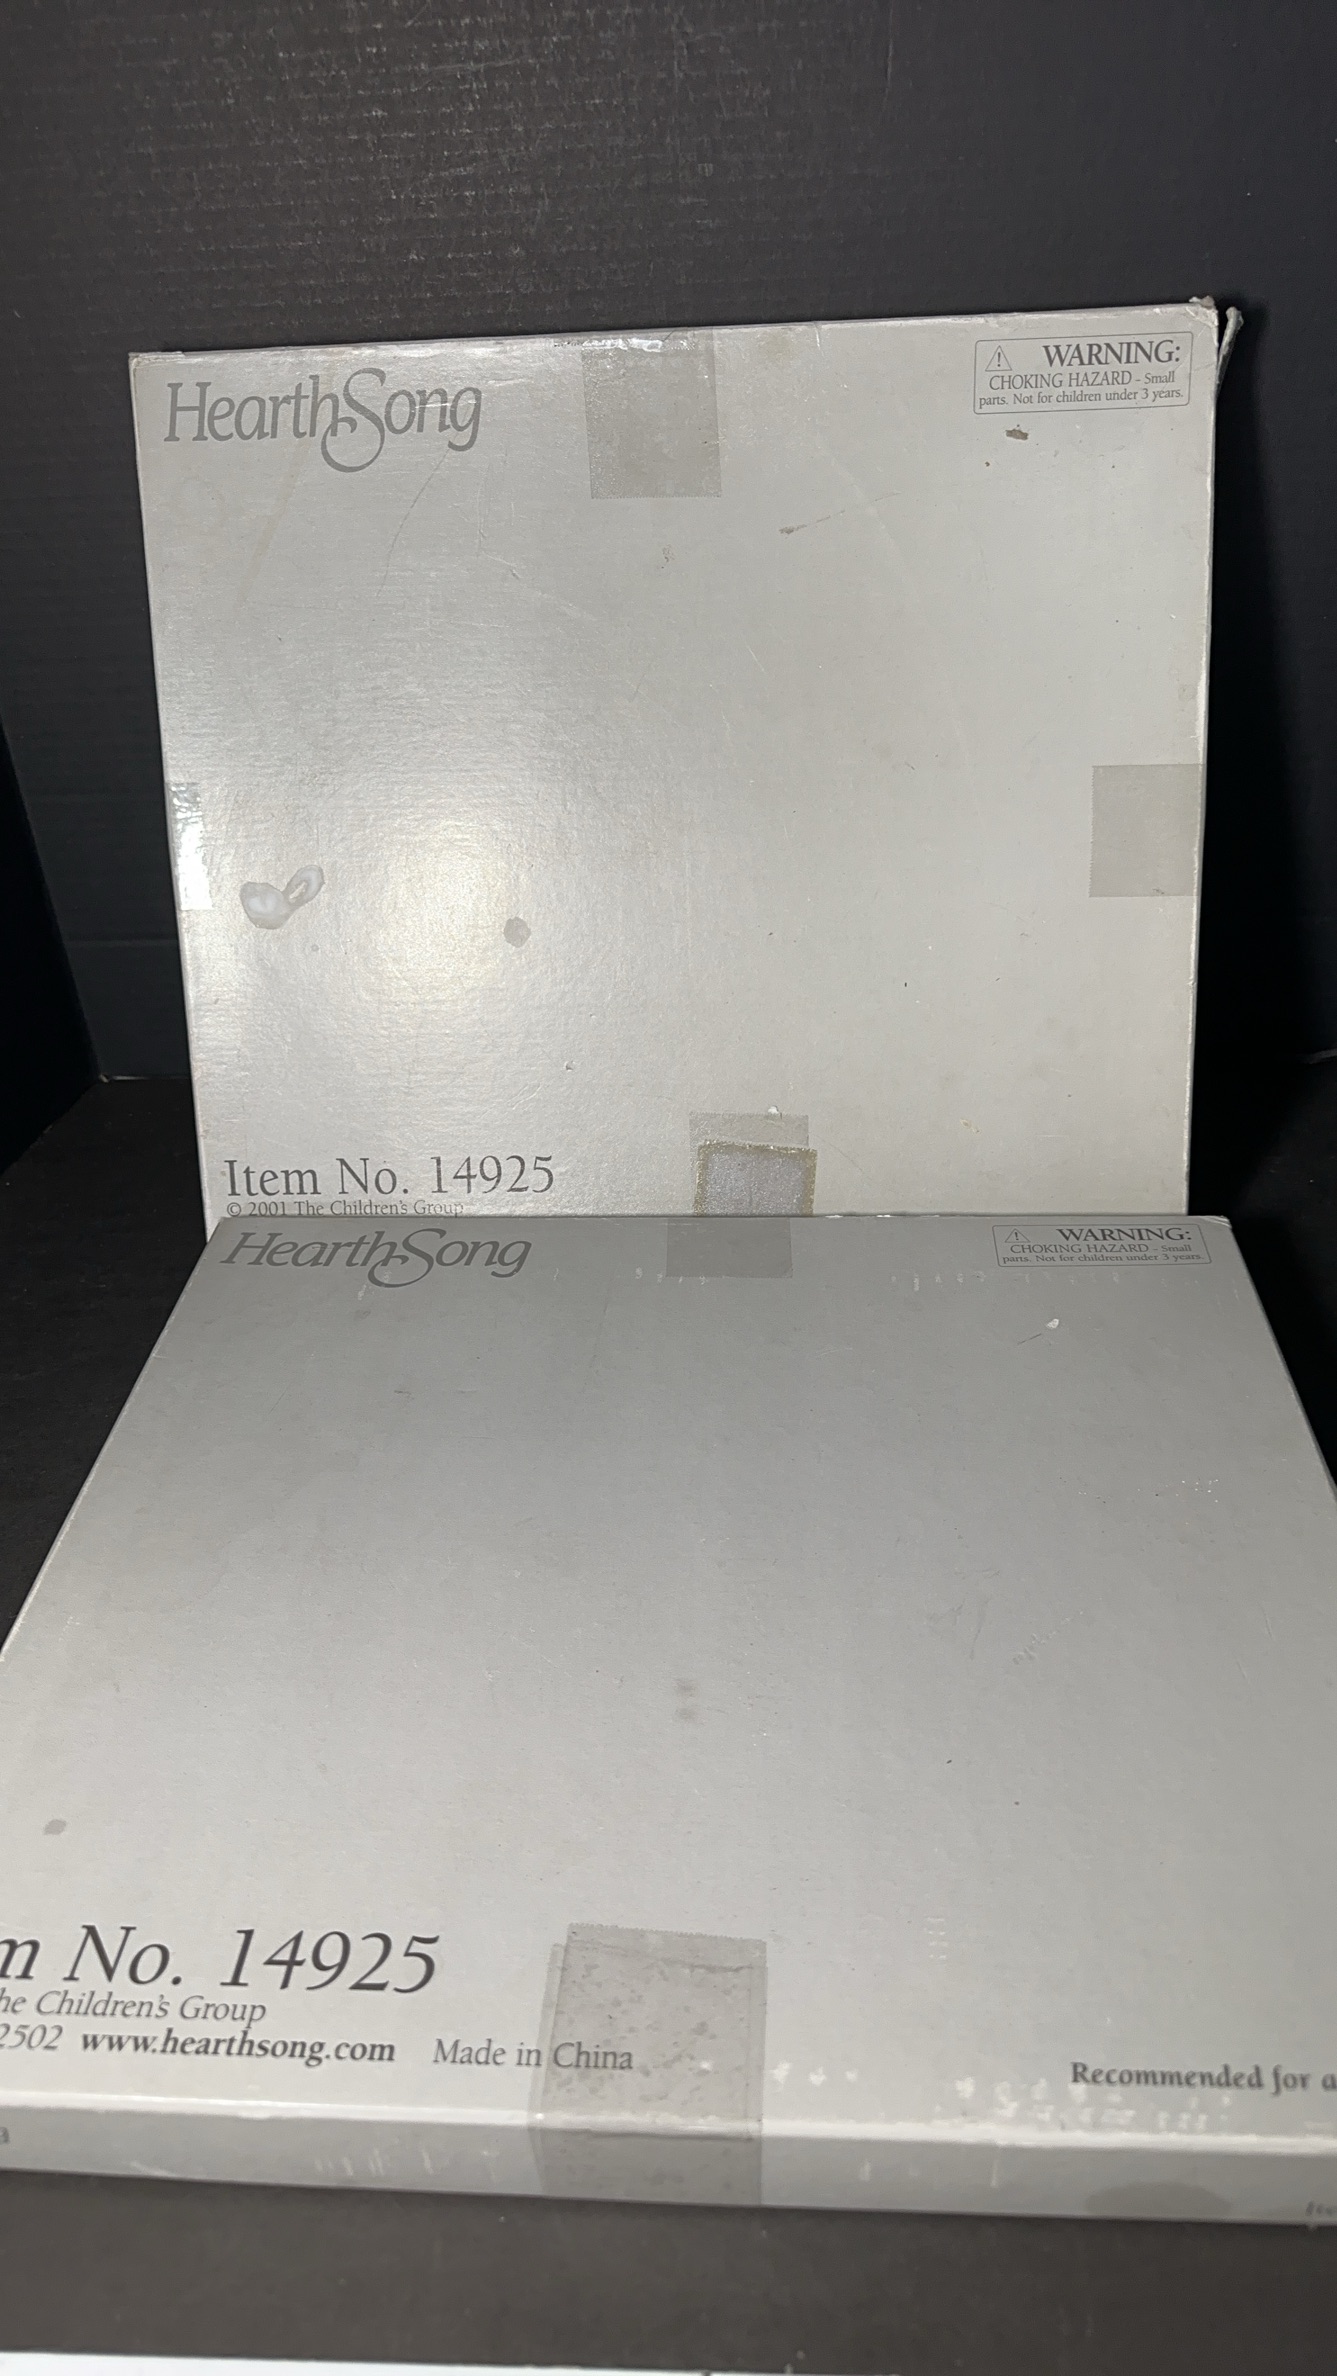 HearthSong
WARNING:
CHOKING HAZARD - Small
parts. Not for children under 3 years.
Item No. 14925
© 2001 The Children's Group
HearthSong
WARNING:
CHOKING HAZARD - Small
parts. Not for children under 3 years.
m No. 14925
he Children's Group
2502 www.hearthsong.com Made in China
Recommended for a
a